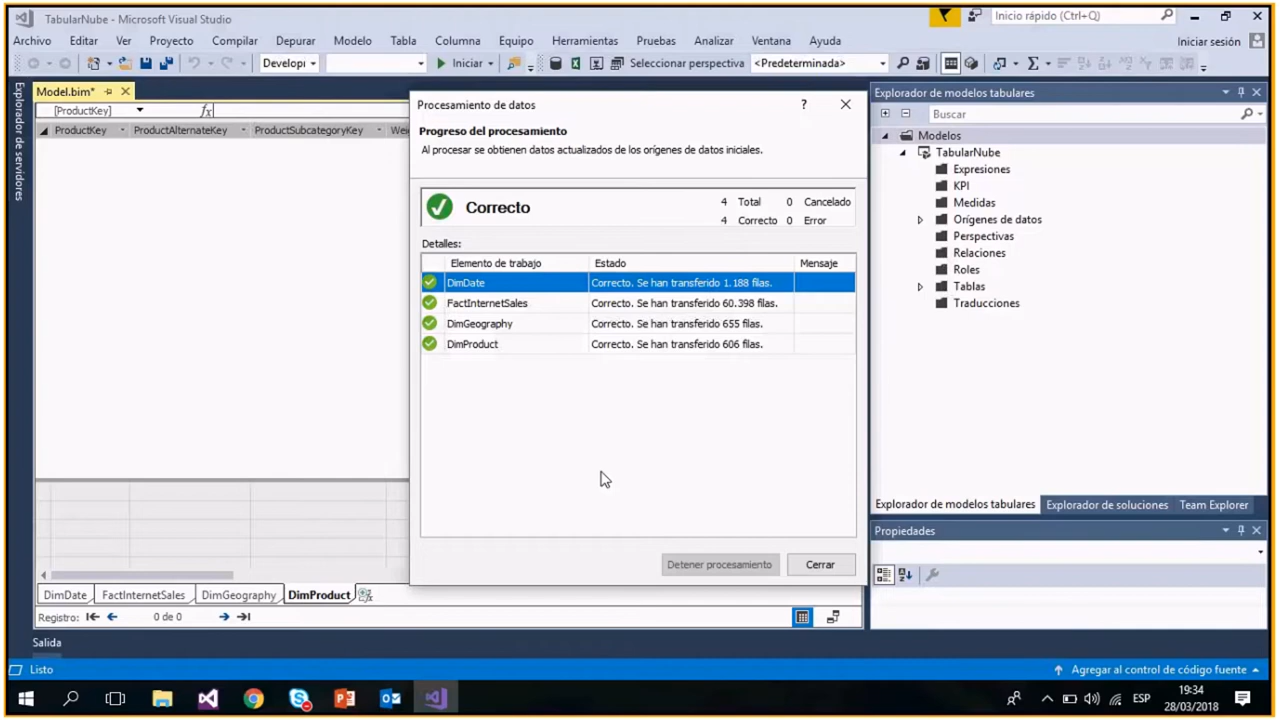 TabularNube - Microsoft Visual Studio
Inicio rápido (Ctrl+Q)
Archivo Editar Ver Proyecto Compilar Depurar Modelo Tabla Columna Equipo Herramientas Pruebas Analizar Ventana Ayuda
Iniciar sesión
Developi Iniciar Seleccionar perspectiva <Predeterminada>
Explorador de servidores
Model.bim*
[ProductKey] fx
ProductKey ProductAlternateKey ProductSubcategoryKey
Procesamiento de datos
Progreso del procesamiento
Al procesar se obtienen datos actualizados de los orígenes de datos iniciales.
Correcto
4 Total 0 Cancelado
4 Correcto 0 Error
Detalles:
Elemento de trabajo Estado Mensaje
DimDate Correcto. Se han transferido 1.188 filas.
FactInternetSales Correcto. Se han transferido 60.398 filas.
DimGeography Correcto. Se han transferido 655 filas.
DimProduct Correcto. Se han transferido 606 filas.
Detener procesamiento Cerrar
Explorador de modelos tabulares
Buscar
Modelos
TabularNube
Expresiones
KPI
Medidas
Orígenes de datos
Perspectivas
Relaciones
Roles
Tablas
Traducciones
Explorador de modelos tabulares Explorador de soluciones Team Explorer
Propiedades
DimDate FactInternetSales DimGeography DimProduct
Registro: 0 de 0
Salida
Listo
Agregar al control de código fuente
ESP
19:34
28/03/2018